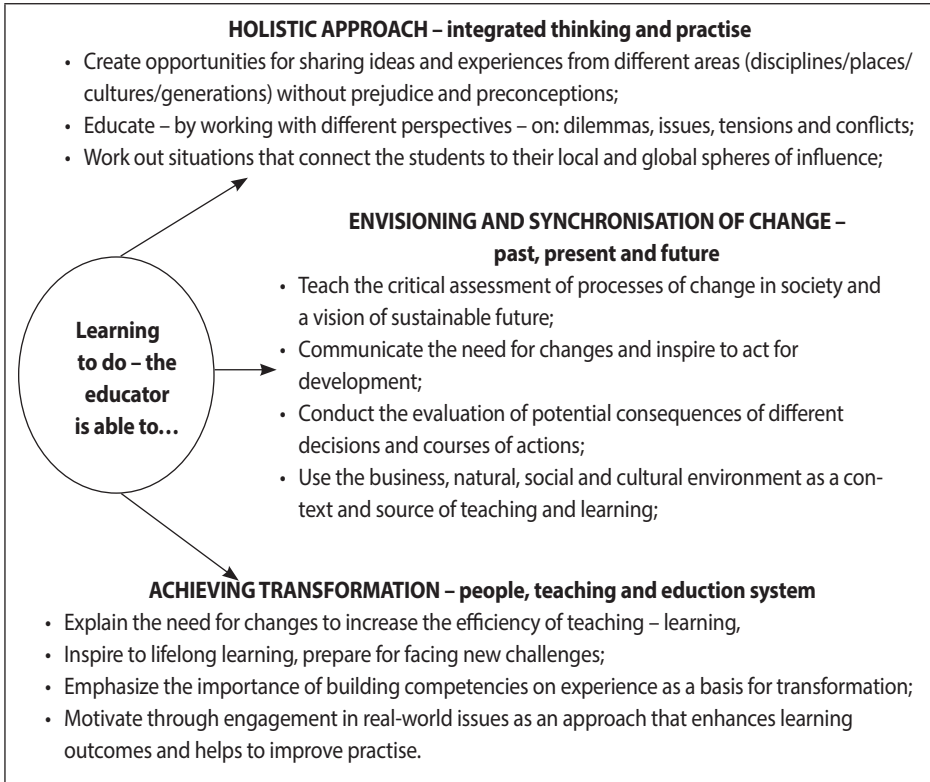 HOLISTIC APPROACH – integrated thinking and practise
• Create opportunities for sharing ideas and experiences from different areas (disciplines/places/
cultures/generations) without prejudice and preconceptions;
• Educate – by working with different perspectives – on: dilemmas, issues, tensions and conflicts;
• Work out situations that connect the students to their local and global spheres of influence;
ENVISIONING AND SYNCHRONISATION OF CHANGE –
past, present and future
• Teach the critical assessment of processes of change in society and
a vision of sustainable future;
• Communicate the need for changes and inspire to act for
development;
• Conduct the evaluation of potential consequences of different
decisions and courses of actions;
• Use the business, natural, social and cultural environment as a con-
text and source of teaching and learning;
Learning
to do – the
educator
is able to…
ACHIEVING TRANSFORMATION – people, teaching and eduction system
• Explain the need for changes to increase the efficiency of teaching – learning,
• Inspire to lifelong learning, prepare for facing new challenges;
• Emphasize the importance of building competencies on experience as a basis for transformation;
• Motivate through engagement in real-world issues as an approach that enhances learning
outcomes and helps to improve practise.